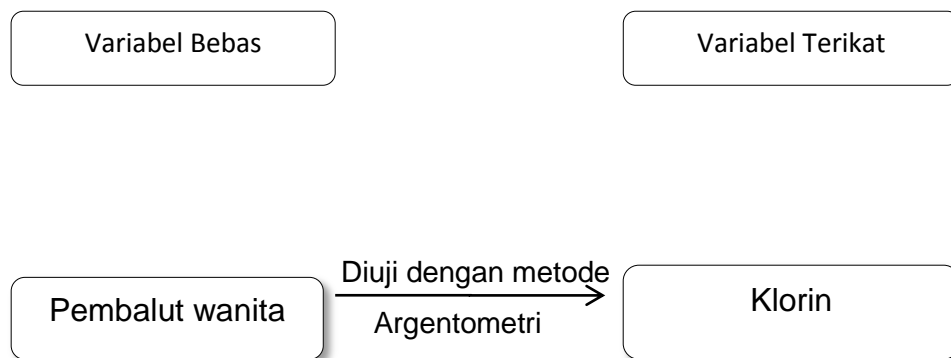 Variabel Bebas
Variabel Terikat
Diuji dengan metode
Argentometri
Pembalut wanita
Klorin